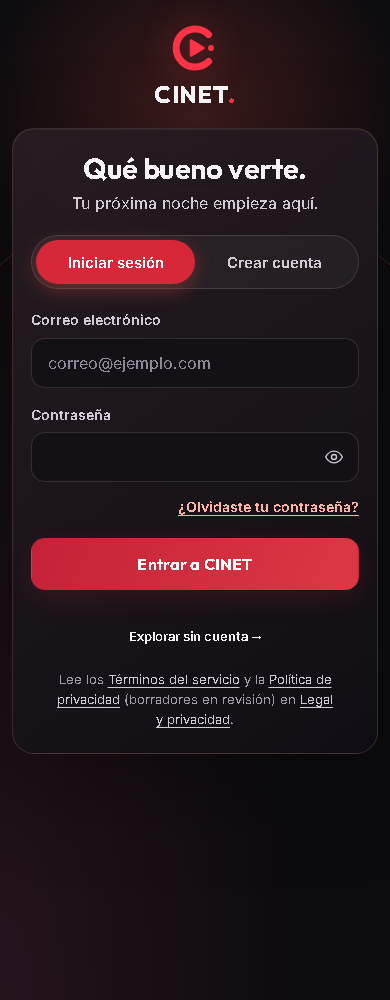 CINET.
Qué bueno verte.
Tu próxima noche empieza aquí.
Iniciar sesión
Crear cuenta
Correo electrónico
correo@ejemplo.com
Contraseña
¿Olvidaste tu contraseña?
Entrar a CINET
Explorar sin cuenta →
Lee los Términos del servicio y la Política de
privacidad (borradores en revisión) en Legal
y privacidad.